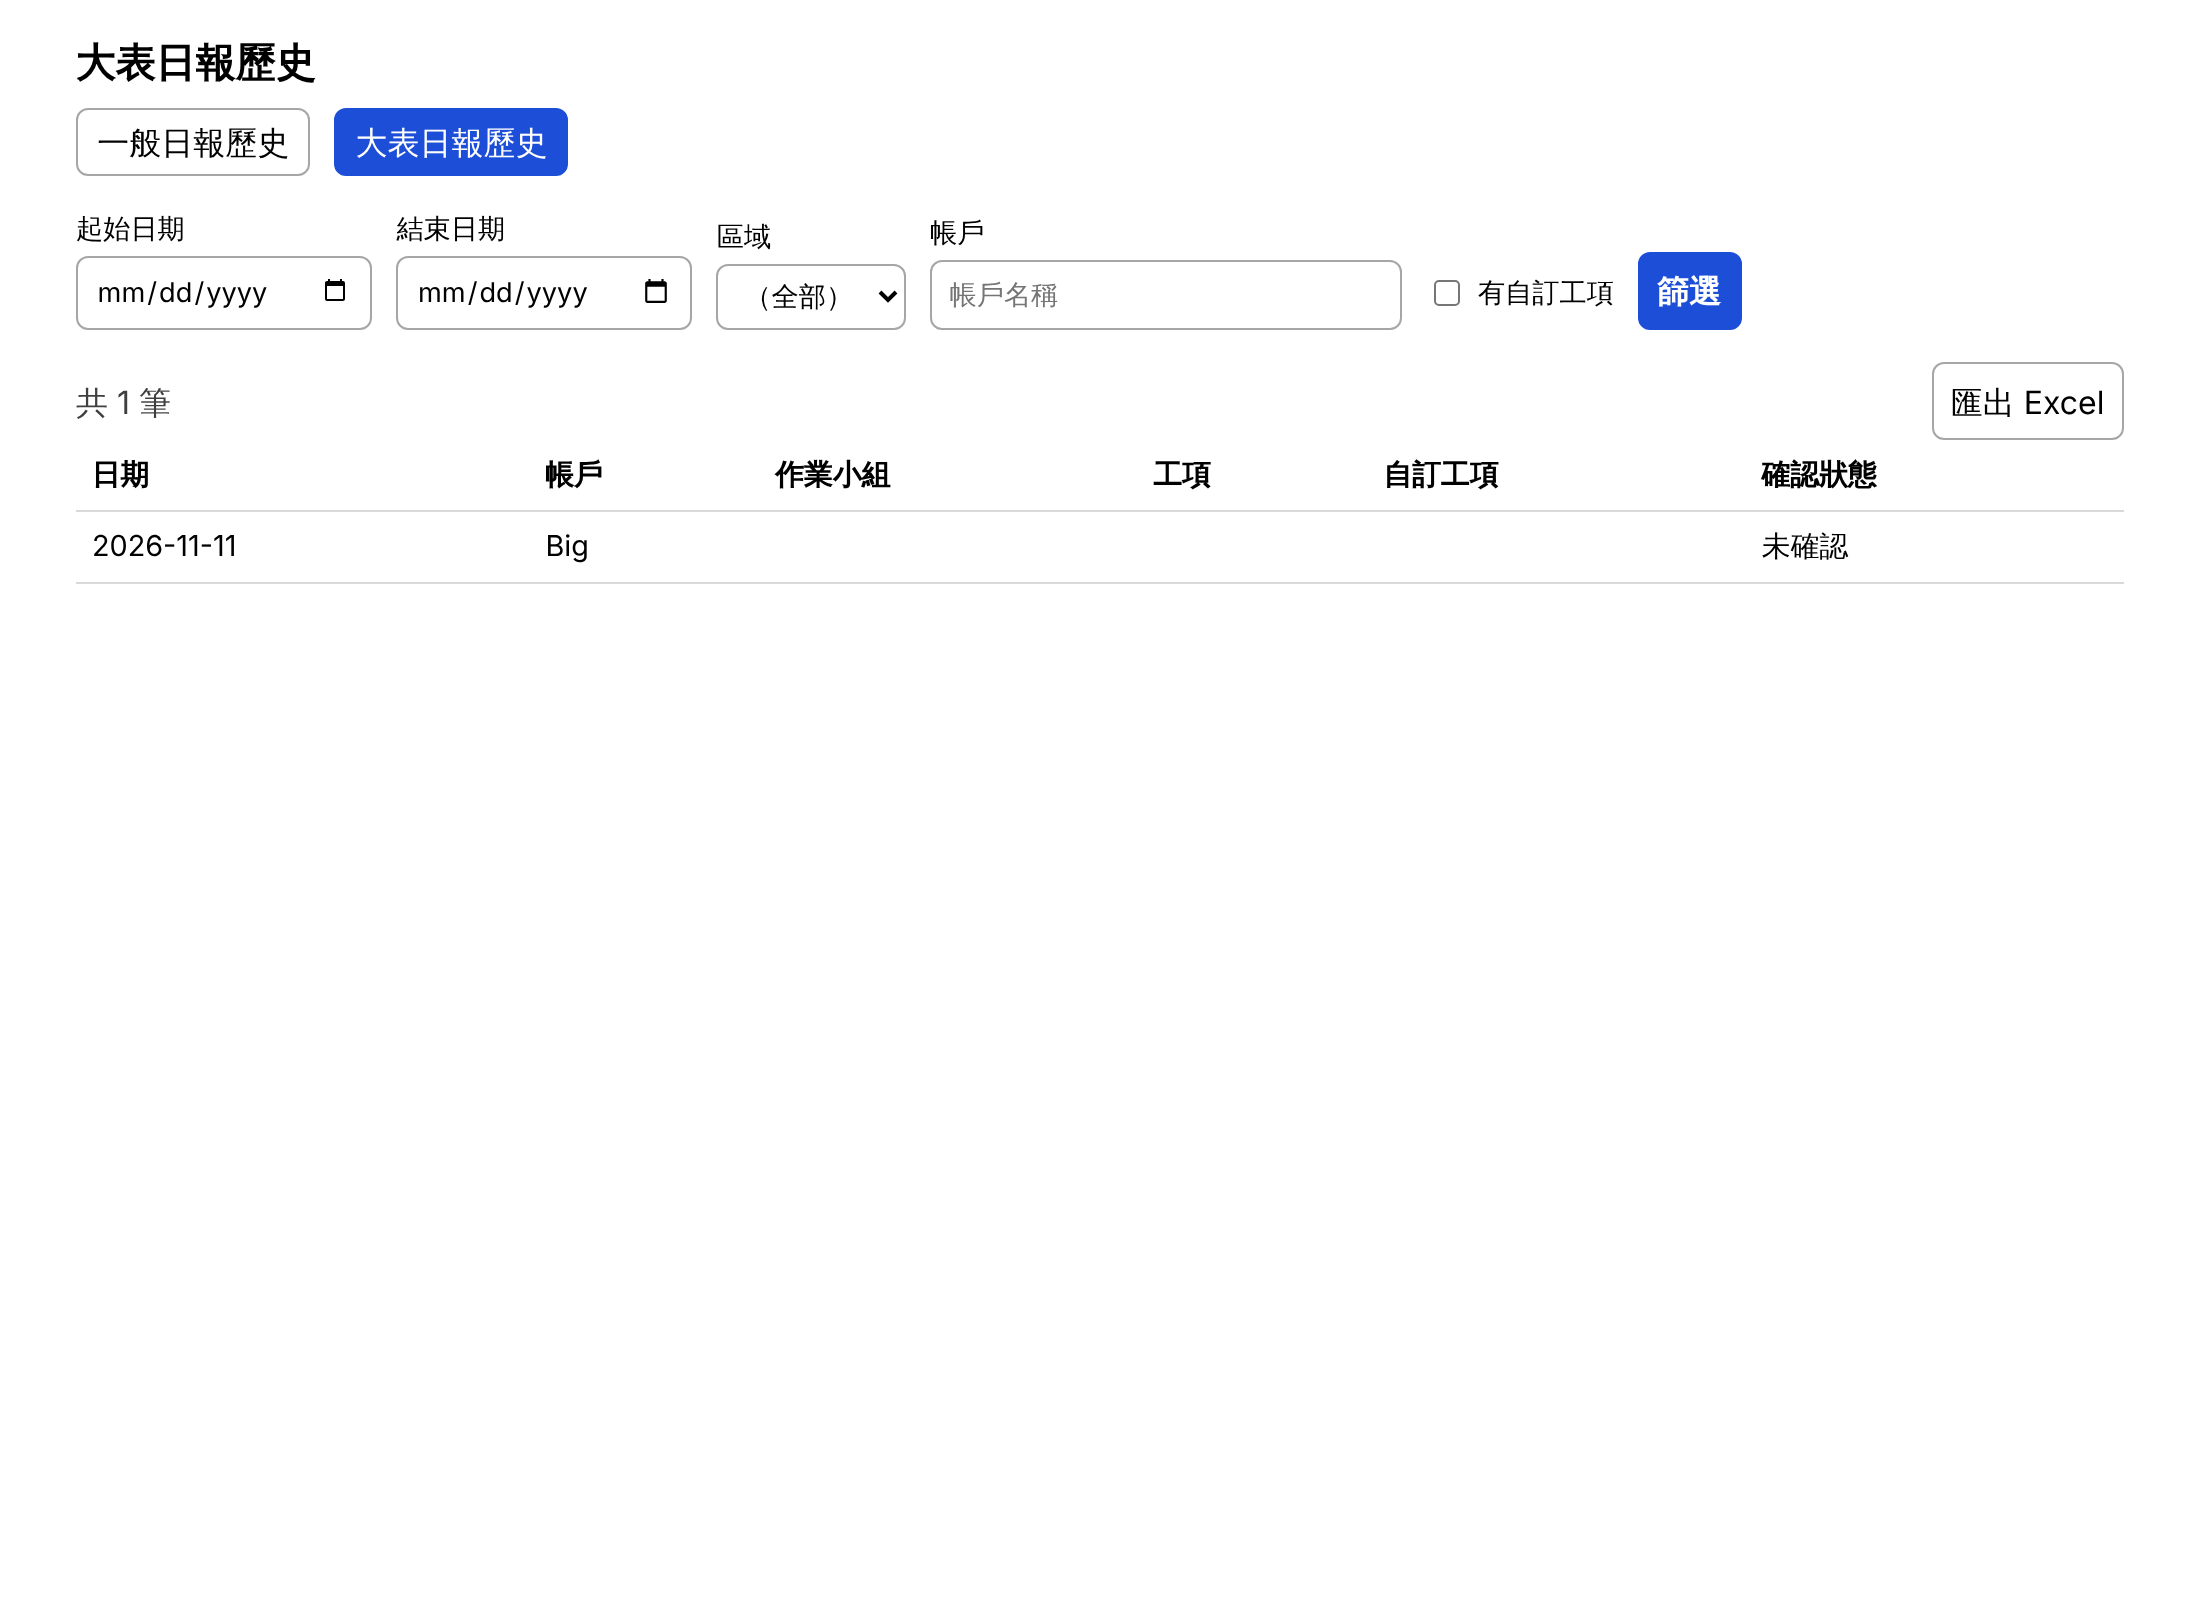 大表日報歷史
一般日報歷史 大表日報歷史
起始日期 結束日期 區域 帳戶
mm/dd/yyyy mm/dd/yyyy （全部） 帳戶名稱 有自訂工項 篩選
共 1 筆 匯出 Excel
日期 帳戶 作業小組 工項 自訂工項 確認狀態
2026-11-11 Big 未確認